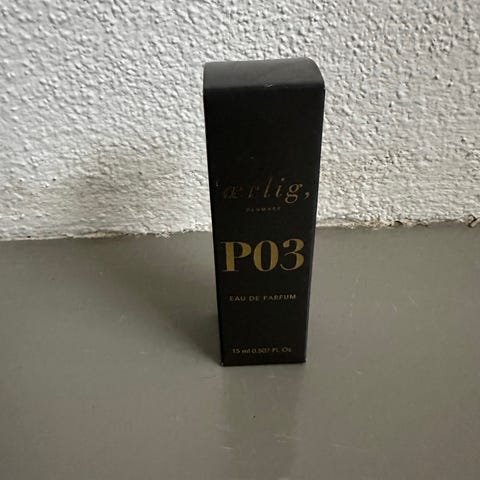 'ærlig,
DENMARK
P03
EAU DE PARFUM
15 ml 0.507 Fl. Oz.